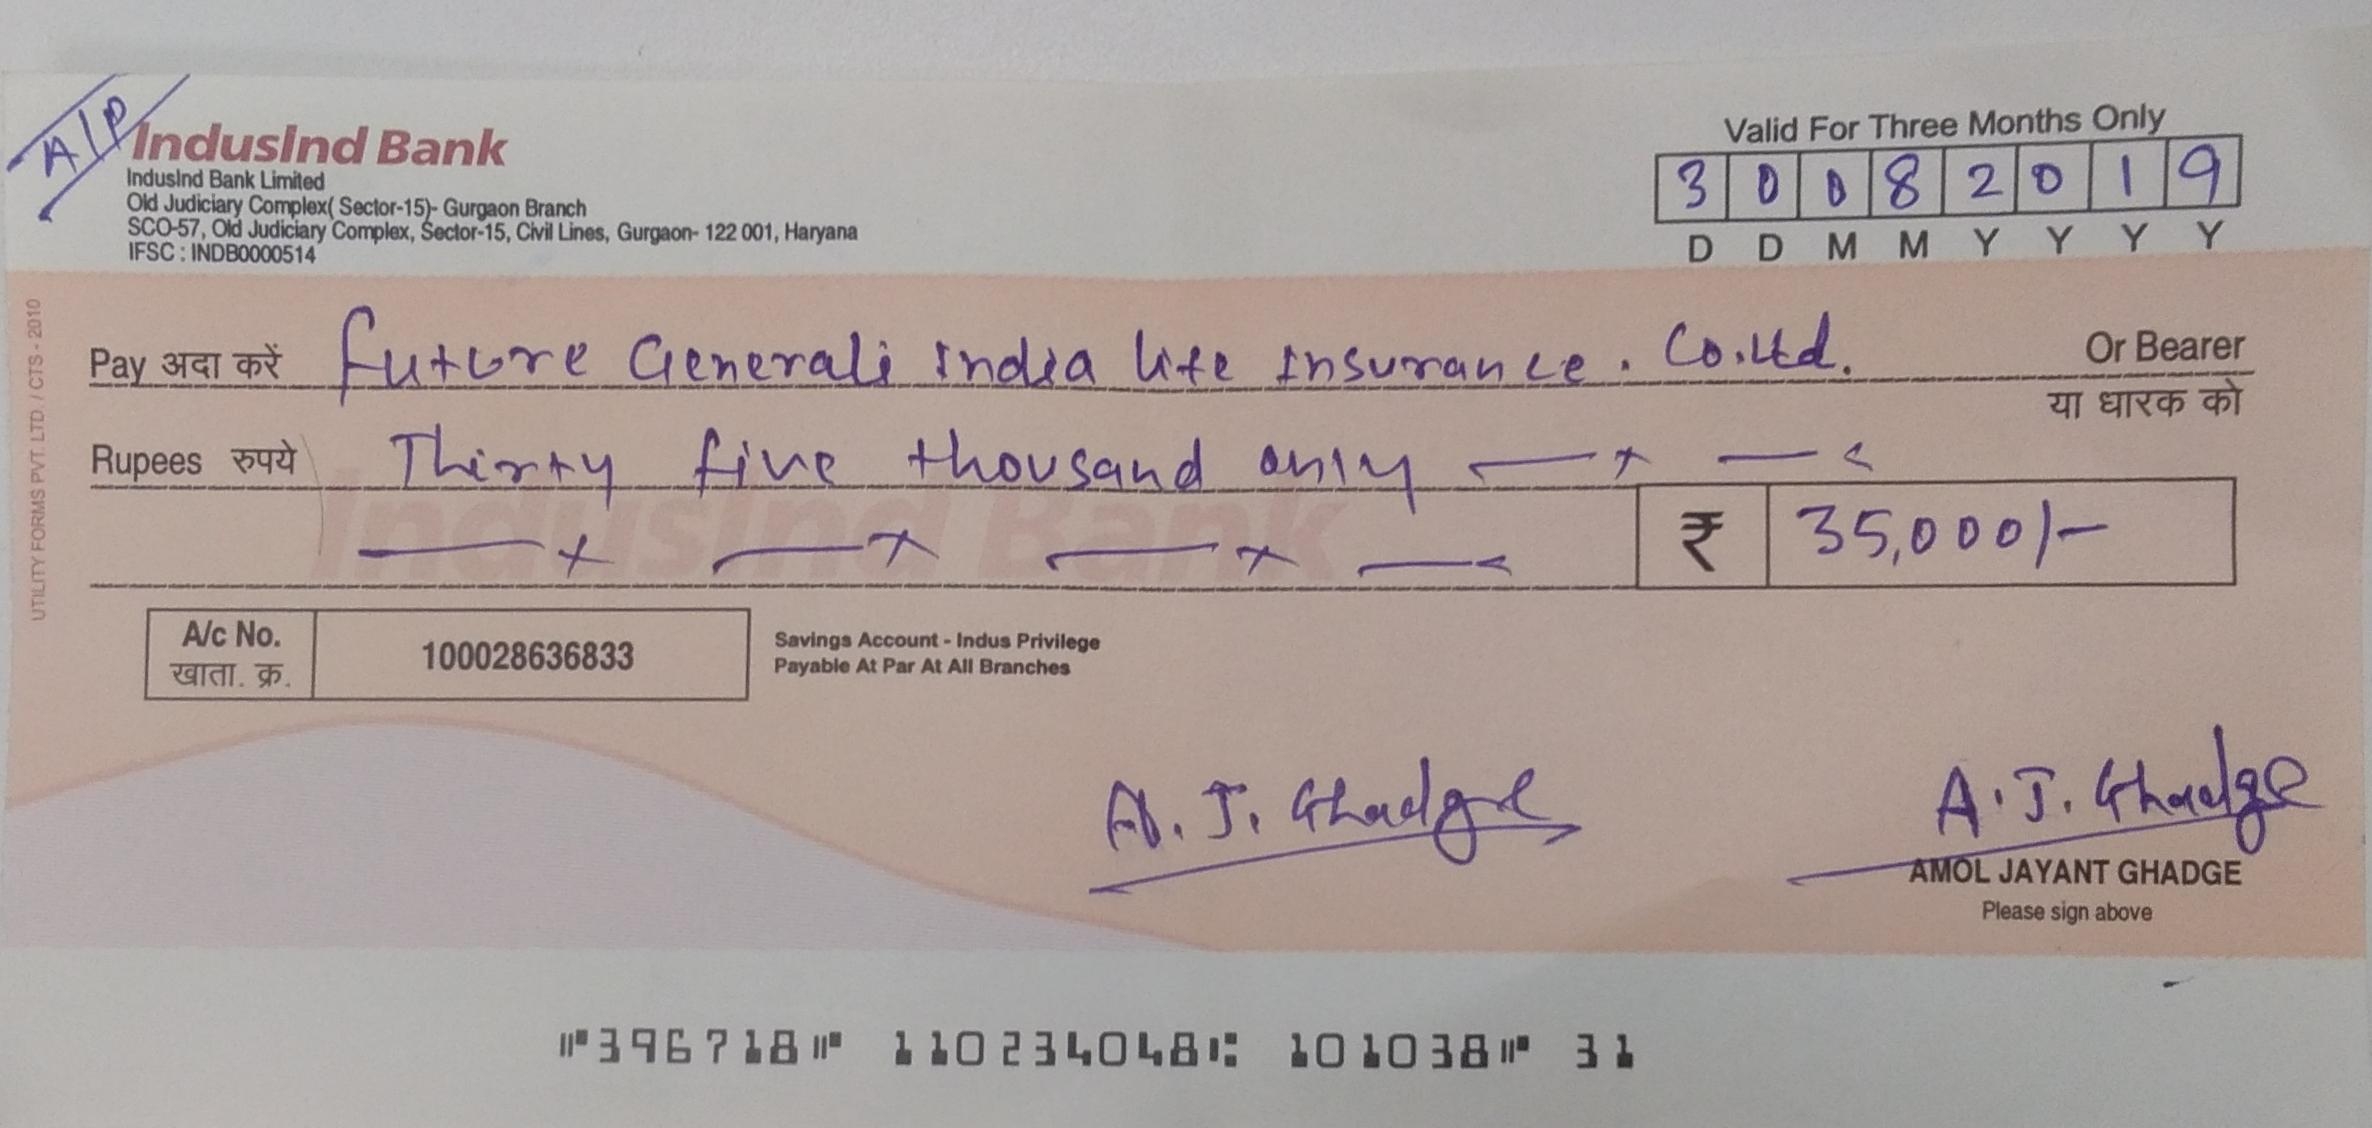 A/P
IndusInd Bank
IndusInd Bank Limited
Old Judiciary Complex( Sector-15)- Gurgaon Branch
SCO-57, Old Judiciary Complex, Sector-15, Civil Lines, Gurgaon- 122 001, Haryana
IFSC : INDB0000514
Valid For Three Months Only
3 0 0 8 2 0 1 9
D D M M Y Y Y Y
UTILITY FORMS PVT. LTD. / CTS - 2010
Pay अदा करें Future Generali India life Insurance. Co.Ltd. Or Bearer
या धारक को
Rupees रुपये Thirty five thousand only
IndusInd Bank
₹ 35,000/-
A/c No. 100028636833
खाता. क्र.
Savings Account - Indus Privilege
Payable At Par At All Branches
A. J. Ghadge A. J. Ghadge
AMOL JAYANT GHADGE
Please sign above
⑈396718⑈ 110234048⑆ 101038⑈ 31